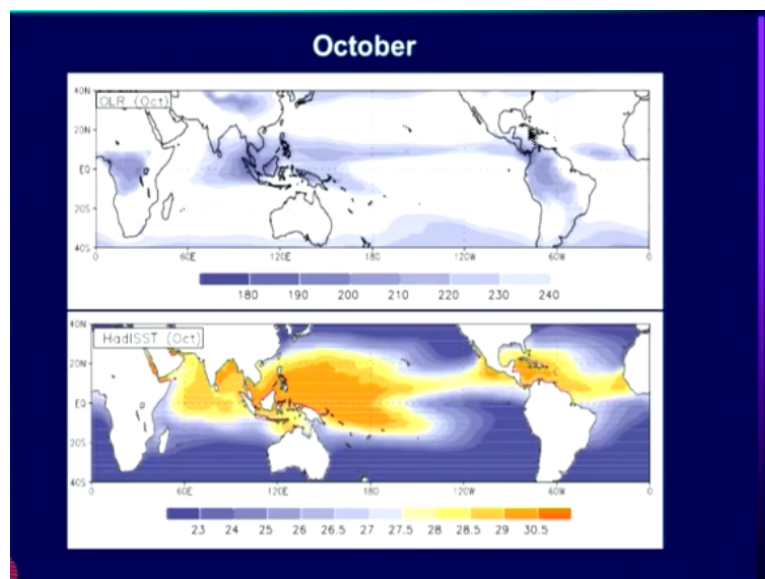 October
OLR (Oct)
40N
20N
EQ
20S
40S
0 60E 120E 180 120W 60W 0
180 190 200 210 220 230 240
HadISST (Oct)
40N
20N
EQ
20S
40S
0 60E 120E 180 120W 60W 0
23 24 25 26 26.5 27 27.5 28 28.5 29 30.5